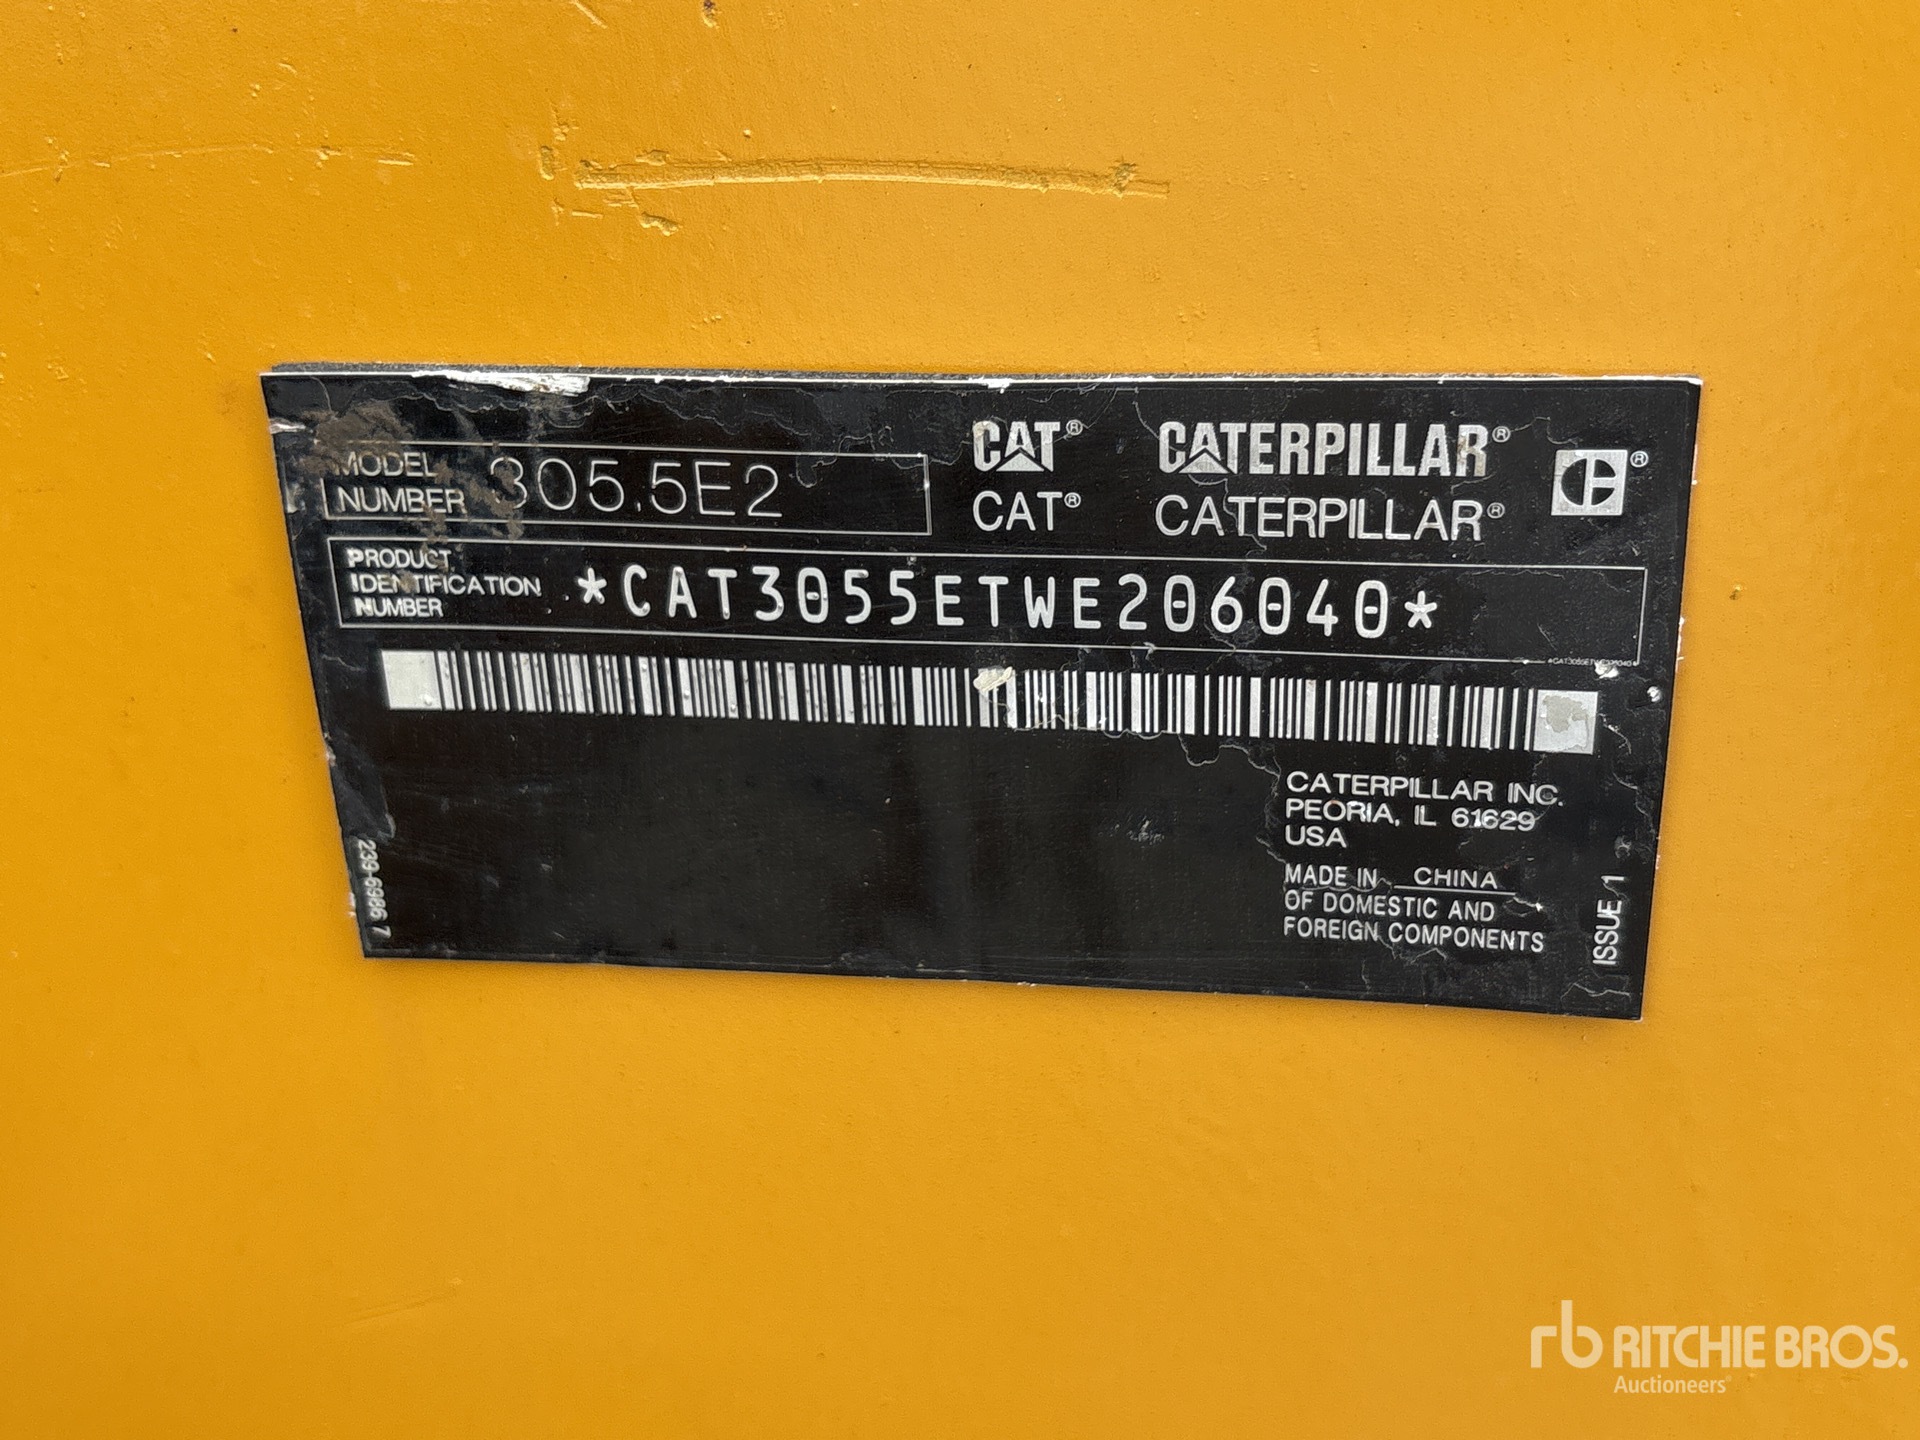 CAT® CATERPILLAR®
MODEL NUMBER 305.5E2
CAT® CATERPILLAR®
PRODUCT IDENTIFICATION NUMBER *CAT3055ETWE206040*
CATERPILLAR INC.
PEORIA, IL 61629
USA
MADE IN CHINA
OF DOMESTIC AND
FOREIGN COMPONENTS
239-6986 7
ISSUE 1
rb RITCHIE BROS.
Auctioneers